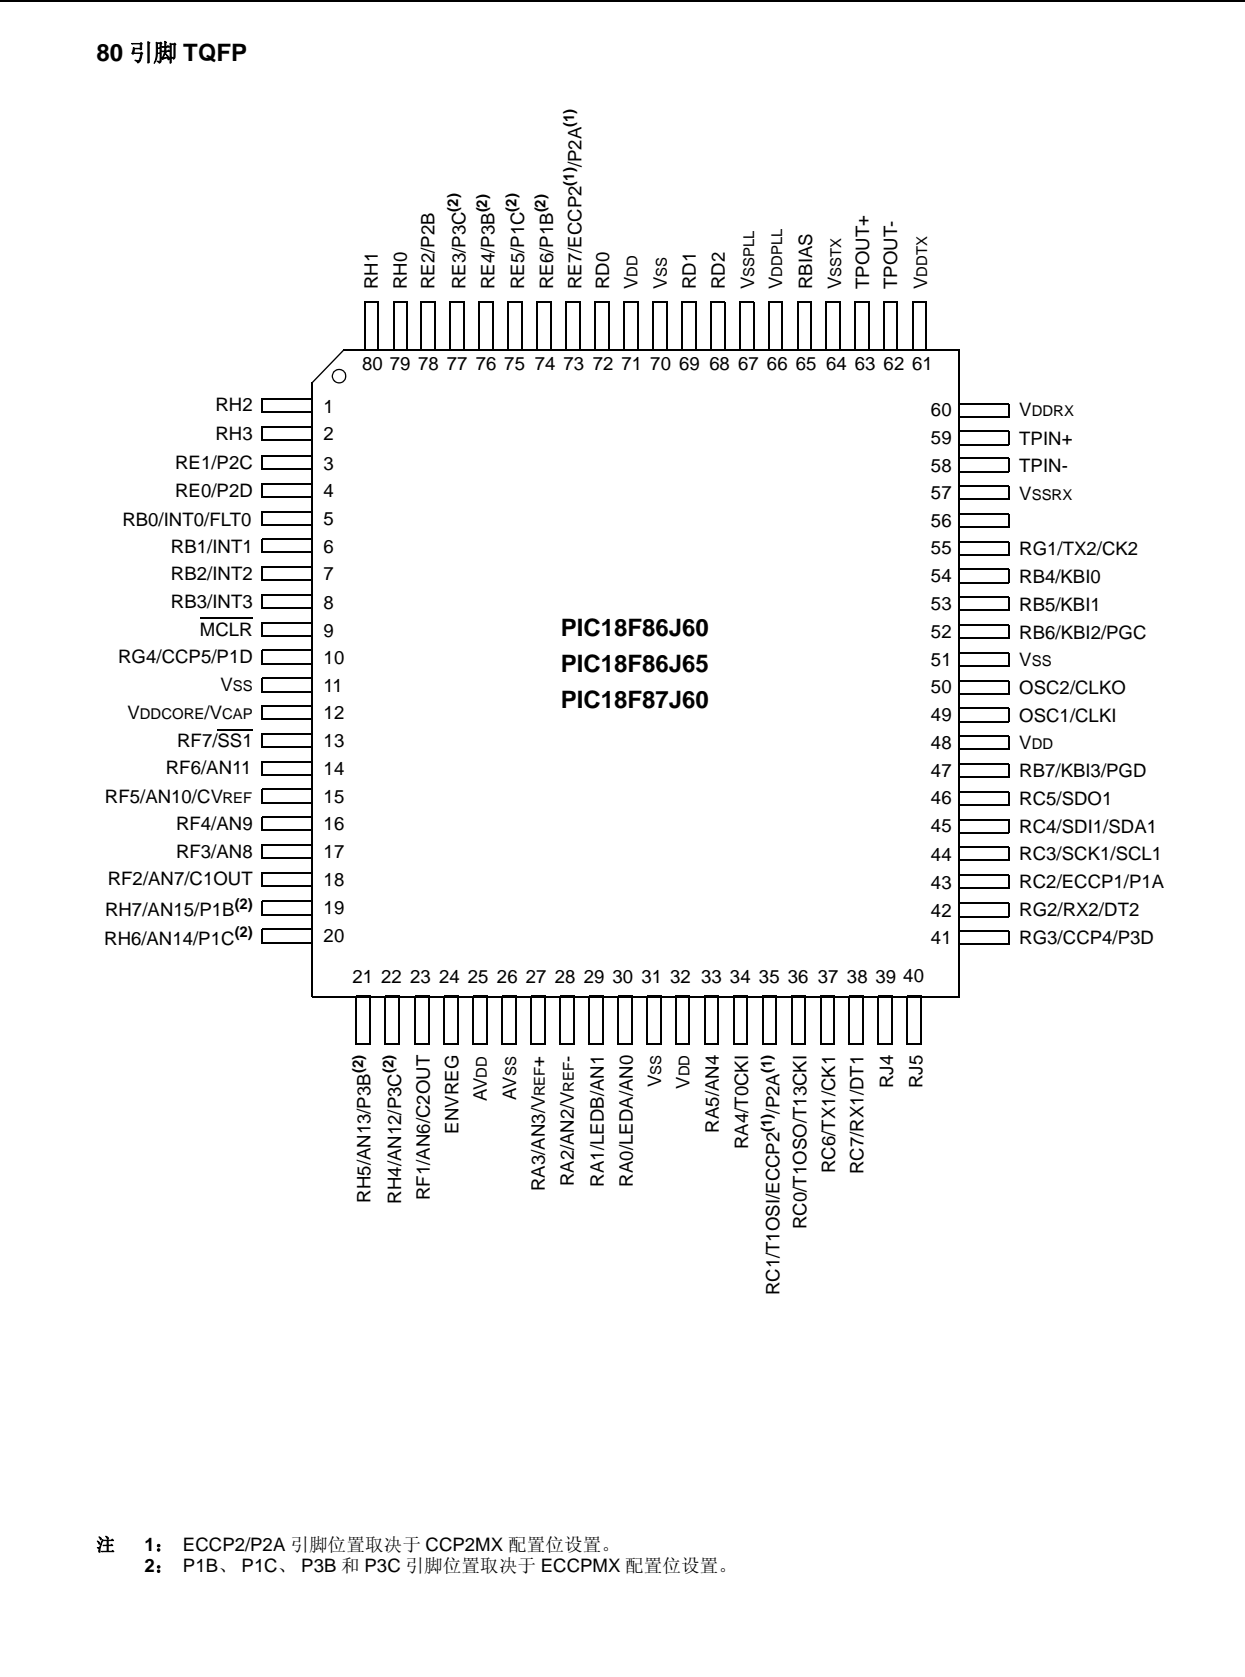 80 引脚 TQFP
RH1
RH0
RE2/P2B
RE3/P3C(2)
RE4/P3B(2)
RE5/P1C(2)
RE6/P1B(2)
RE7/ECCP2(1)/P2A(1)
RD0
VDD
VSS
RD1
RD2
VSSPLL
VDDPLL
RBIAS
VSSTX
TPOUT+
TPOUT-
VDDTX
80 79 78 77 76 75 74 73 72 71 70 69 68 67 66 65 64 63 62 61
RH2 1
RH3 2
RE1/P2C 3
RE0/P2D 4
RB0/INT0/FLT0 5
RB1/INT1 6
RB2/INT2 7
RB3/INT3 8
MCLR 9
RG4/CCP5/P1D 10
VSS 11
VDDCORE/VCAP 12
RF7/SS1 13
RF6/AN11 14
RF5/AN10/CVREF 15
RF4/AN9 16
RF3/AN8 17
RF2/AN7/C1OUT 18
RH7/AN15/P1B(2) 19
RH6/AN14/P1C(2) 20
PIC18F86J60
PIC18F86J65
PIC18F87J60
60 VDDRX
59 TPIN+
58 TPIN-
57 VSSRX
56
55 RG1/TX2/CK2
54 RB4/KBI0
53 RB5/KBI1
52 RB6/KBI2/PGC
51 VSS
50 OSC2/CLKO
49 OSC1/CLKI
48 VDD
47 RB7/KBI3/PGD
46 RC5/SDO1
45 RC4/SDI1/SDA1
44 RC3/SCK1/SCL1
43 RC2/ECCP1/P1A
42 RG2/RX2/DT2
41 RG3/CCP4/P3D
21 22 23 24 25 26 27 28 29 30 31 32 33 34 35 36 37 38 39 40
RH5/AN13/P3B(2)
RH4/AN12/P3C(2)
RF1/AN6/C2OUT
ENVREG
AVDD
AVSS
RA3/AN3/VREF+
RA2/AN2/VREF-
RA1/LEDB/AN1
RA0/LEDA/AN0
VSS
VDD
RA5/AN4
RA4/T0CKI
RC1/T1OSI/ECCP2(1)/P2A(1)
RC0/T1OSO/T13CKI
RC6/TX1/CK1
RC7/RX1/DT1
RJ4
RJ5
注 1： ECCP2/P2A 引脚位置取决于 CCP2MX 配置位设置。
2： P1B、 P1C、 P3B 和 P3C 引脚位置取决于 ECCPMX 配置位设置。